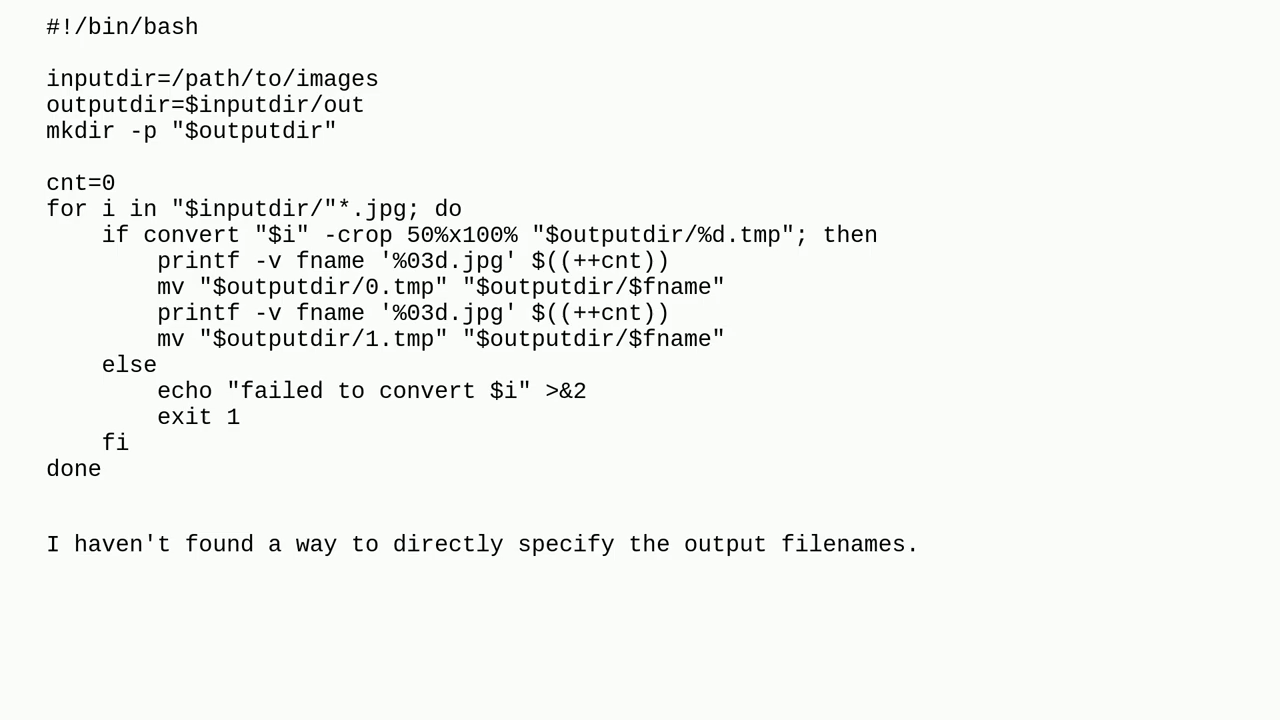 #!/bin/bash

inputdir=/path/to/images
outputdir=$inputdir/out
mkdir -p "$outputdir"

cnt=0
for i in "$inputdir/"*.jpg; do
    if convert "$i" -crop 50%x100% "$outputdir/%d.tmp"; then
        printf -v fname '%03d.jpg' $((++cnt))
        mv "$outputdir/0.tmp" "$outputdir/$fname"
        printf -v fname '%03d.jpg' $((++cnt))
        mv "$outputdir/1.tmp" "$outputdir/$fname"
    else
        echo "failed to convert $i" >&2
        exit 1
    fi
done

I haven't found a way to directly specify the output filenames.